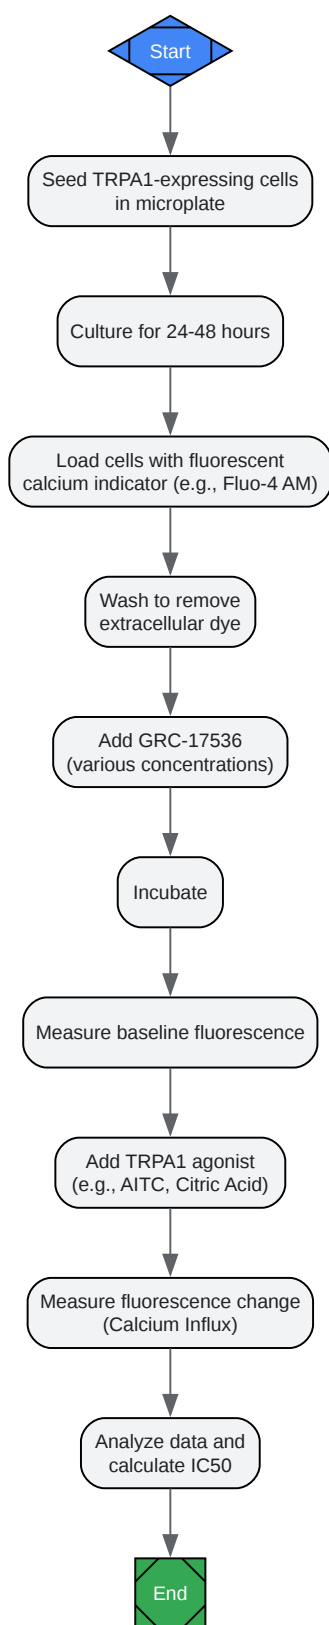 Start
Seed TRPA1-expressing cells
in microplate
Culture for 24-48 hours
Load cells with fluorescent
calcium indicator (e.g., Fluo-4 AM)
Wash to remove
extracellular dye
Add GRC-17536
(various concentrations)
Incubate
Measure baseline fluorescence
Add TRPA1 agonist
(e.g., AITC, Citric Acid)
Measure fluorescence change
(Calcium Influx)
Analyze data and
calculate IC50
End